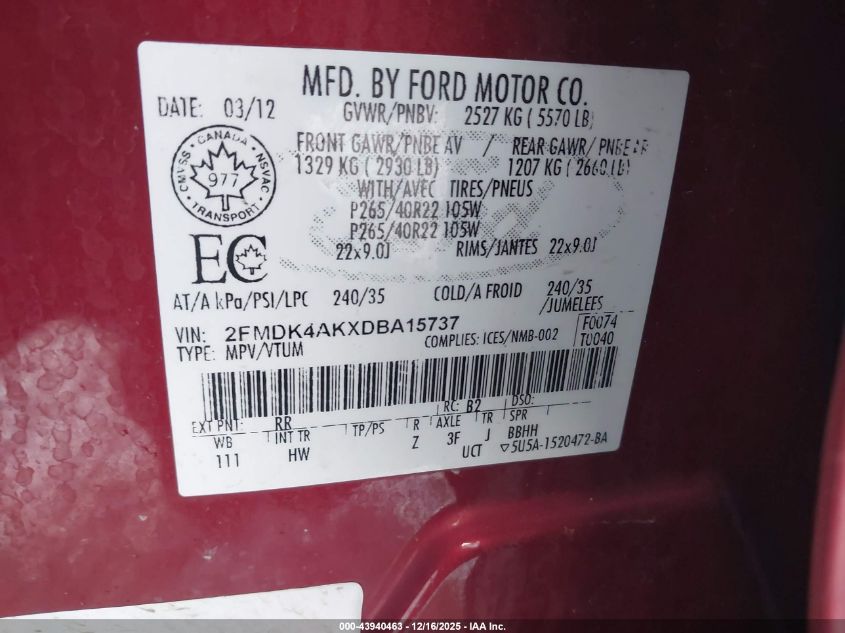 MFD. BY FORD MOTOR CO.
DATE: 03/12 GVWR/PNBV: 2527 KG ( 5570 LB)
FRONT GAWR/PNBE AV / REAR GAWR/ PNBE AR
1329 KG ( 2930 LB) 1207 KG ( 2660 LB)
WITH/AVEC TIRES/PNEUS
P265/40R22 105W
P265/40R22 105W
22x9.0J RIMS/JANTES 22x9.0J
CMVSS · CANADA · NSVAC
977
TRANSPORT
EC
AT/A kPa/PSI/LPC 240/35 COLD/A FROID 240/35
/JUMELEES
VIN: 2FMDK4AKXDBA15737 F0074
TYPE: MPV/VTUM COMPLIES: ICES/NMB-002 T0040
EXT PNT: RR RC: B2 DSO:
WB INT TR TP/PS R AXLE TR SPR
111 HW Z 3F J BBHH
UCT ▽5U5A-1520472-BA
000-43940463 - 12/16/2025 - IAA Inc.